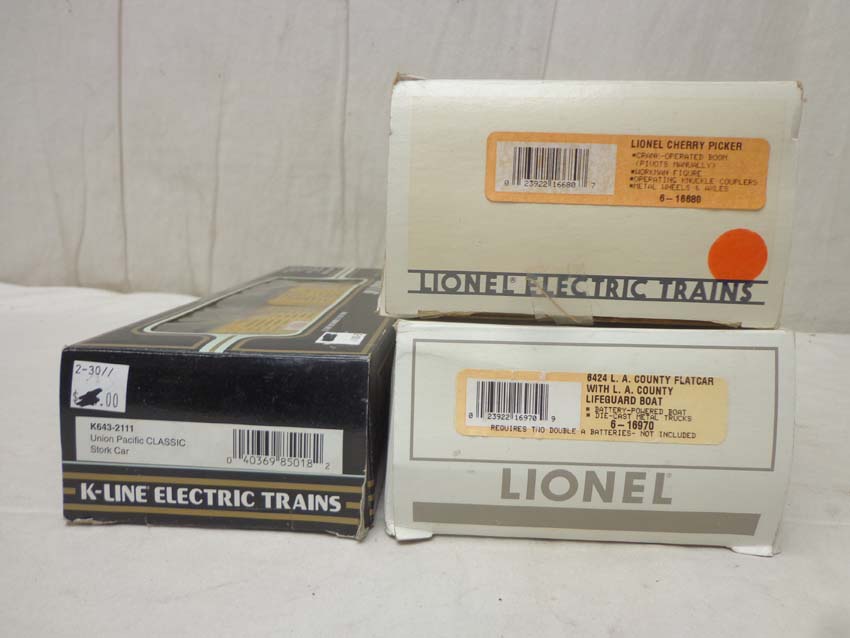 LIONEL CHERRY PICKER
*CRANK-OPERATED BOOM
(PIVOTS MANUALLY)
*WORKMAN FIGURE
*OPERATING KNUCKLE COUPLERS
*METAL WHEELS & AXLES
6-16680
0 23922 16680 7
LIONEL® ELECTRIC TRAINS
6424 L. A. COUNTY FLATCAR
WITH L. A. COUNTY
LIFEGUARD BOAT
* BATTERY-POWERED BOAT
* DIE-CAST METAL TRUCKS
6-16970
0 23922 16970 9
REQUIRES TWO DOUBLE A BATTERIES- NOT INCLUDED
LIONEL®
2-30//
.00
K643-2111
Union Pacific CLASSIC
Stork Car
0 40369 85018 2
K-LINE® ELECTRIC TRAINS